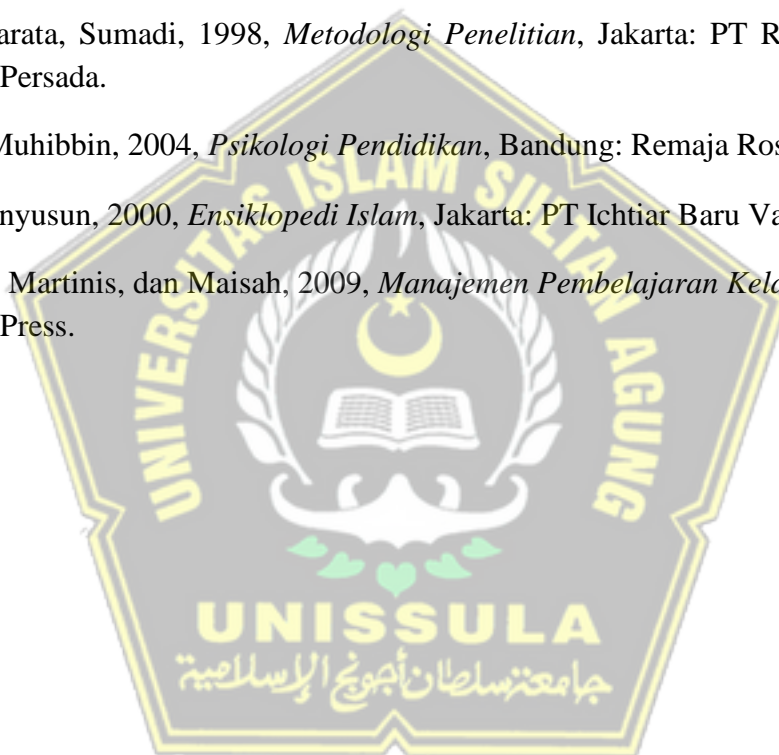 arata, Sumadi, 1998, Metodologi Penelitian, Jakarta: PT R
Persada.
Muhibbin, 2004, Psikologi Pendidikan, Bandung: Remaja Ros
nyusun, 2000, Ensiklopedi Islam, Jakarta: PT Ichtiar Baru Va
Martinis, dan Maisah, 2009, Manajemen Pembelajaran Kela
Press.
UNIVERSITAS ISLAM SULTAN AGUNG
UNISSULA
جامعة سلطان أجونج الإسلامية